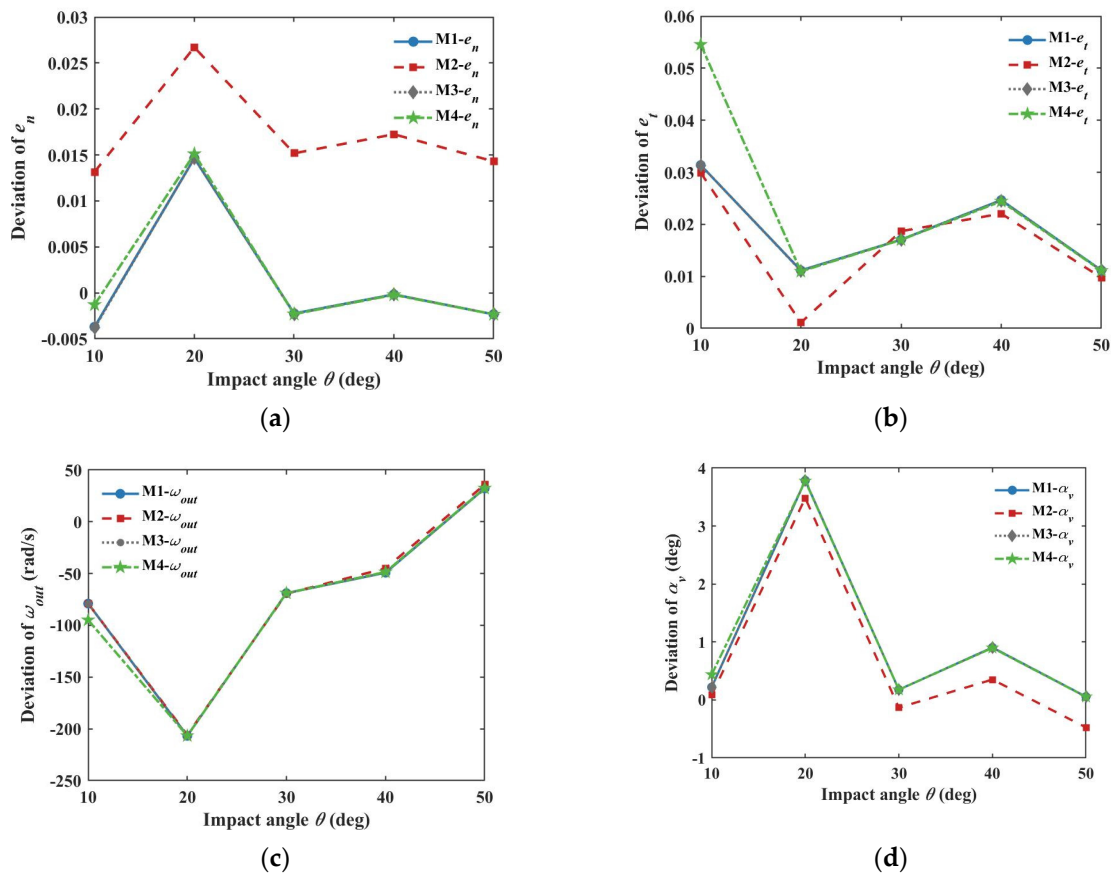 0.03
0.025
0.02
0.015
0.01
0.005
0
-0.005
10 20 30 40 50
Deviation of e_n
Impact angle θ (deg)
M1-e_n
M2-e_n
M3-e_n
M4-e_n
(a)
0.06
0.05
0.04
0.03
0.02
0.01
0
10 20 30 40 50
Deviation of e_t
Impact angle θ (deg)
M1-e_t
M2-e_t
M3-e_t
M4-e_t
(b)
50
0
-50
-100
-150
-200
-250
10 20 30 40 50
Deviation of ω_out (rad/s)
Impact angle θ (deg)
M1-ω_out
M2-ω_out
M3-ω_out
M4-ω_out
(c)
4
3
2
1
0
-1
10 20 30 40 50
Deviation of α_v (deg)
Impact angle θ (deg)
M1-α_v
M2-α_v
M3-α_v
M4-α_v
(d)